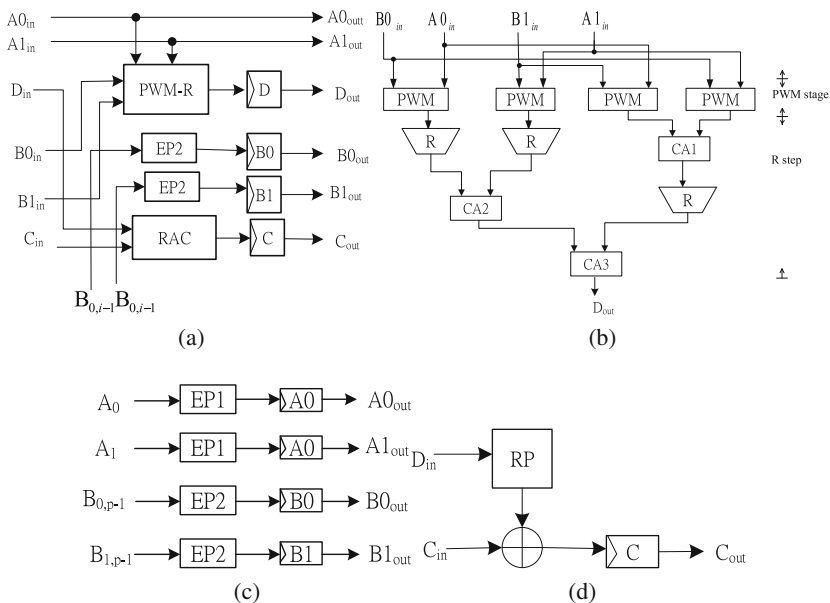 A0in
A0outt
A1in
A1out
PWM-R
D
Din
Dout
B0in
EP2
B0
B0out
B1in
EP2
B1
B1out
Cin
RAC
C
Cout
B0,i-1 B0,i-1
(a)
B0in A0in B1in A1in
PWM PWM PWM PWM
PWM stage
R R
CA1
R step
CA2
R
CA3
Dout
(b)
A0 EP1 A0 A0out
A1 EP1 A0 A1out
B0,p-1 EP2 B0 B0out
B1,p-1 EP2 B1 B1out
(c)
Din
RP
Cin
C
Cout
(d)